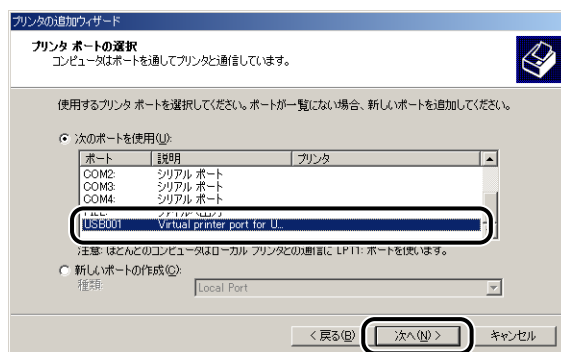 プリンタの追加ウィザード
プリンタ ポートの選択
コンピュータはポートを通してプリンタと通信しています。
使用するプリンタ ポートを選択してください。ポートが一覧にない場合、新しいポートを追加してください。
次のポートを使用(U):
ポート 説明 プリンタ
COM2: シリアル ポート
COM3: シリアル ポート
COM4: シリアル ポート
FILE: ファイルへ出力
USB001 Virtual printer port for U...
注意: ほとんどのコンピュータはローカル プリンタとの通信に LPT1: ポートを使います。
新しいポートの作成(C):
種類: Local Port
< 戻る(B) 次へ(N) > キャンセル